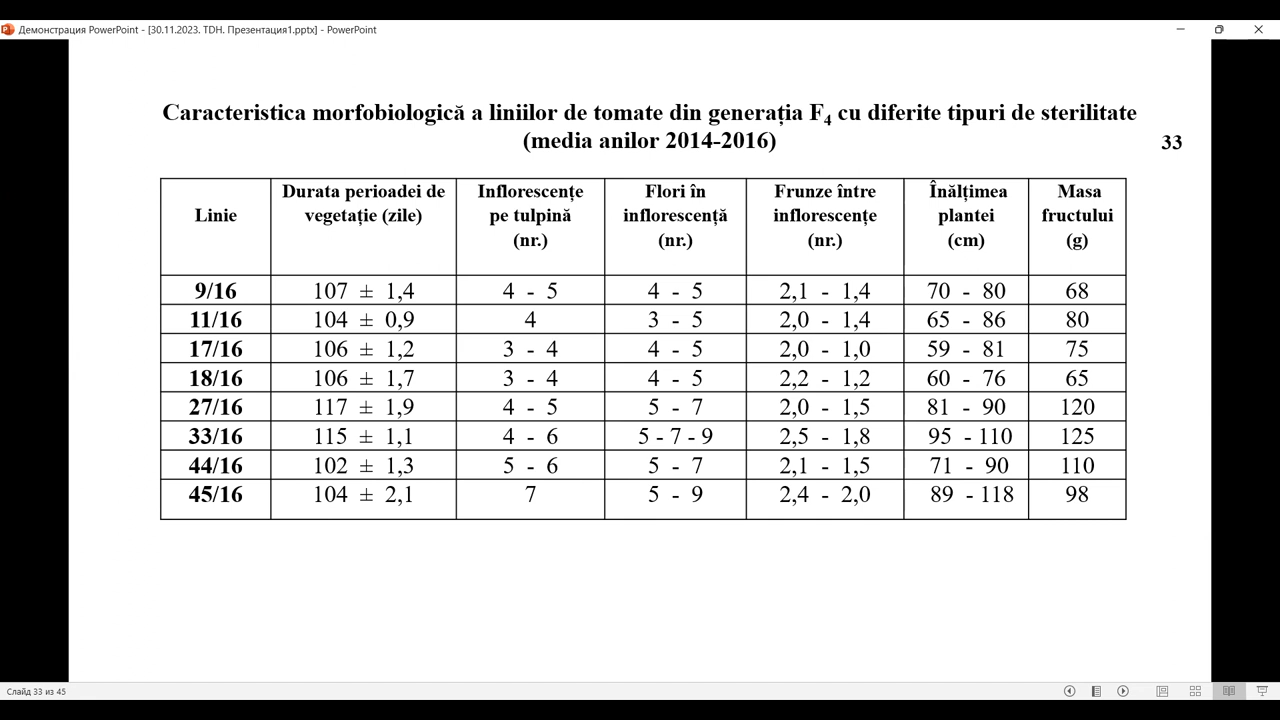 Демонстрация PowerPoint - [30.11.2023. TDH. Презентация1.pptx] - PowerPoint
Caracteristica morfobiologică a liniilor de tomate din generația F4 cu diferite tipuri de sterilitate
(media anilor 2014-2016)
33
Linie Durata perioadei de vegetație (zile) Inflorescențe pe tulpină (nr.) Flori în inflorescență (nr.) Frunze între inflorescențe (nr.) Înălțimea plantei (cm) Masa fructului (g)
9/16 107 ± 1,4 4 - 5 4 - 5 2,1 - 1,4 70 - 80 68
11/16 104 ± 0,9 4 3 - 5 2,0 - 1,4 65 - 86 80
17/16 106 ± 1,2 3 - 4 4 - 5 2,0 - 1,0 59 - 81 75
18/16 106 ± 1,7 3 - 4 4 - 5 2,2 - 1,2 60 - 76 65
27/16 117 ± 1,9 4 - 5 5 - 7 2,0 - 1,5 81 - 90 120
33/16 115 ± 1,1 4 - 6 5 - 7 - 9 2,5 - 1,8 95 - 110 125
44/16 102 ± 1,3 5 - 6 5 - 7 2,1 - 1,5 71 - 90 110
45/16 104 ± 2,1 7 5 - 9 2,4 - 2,0 89 - 118 98
Слайд 33 из 45